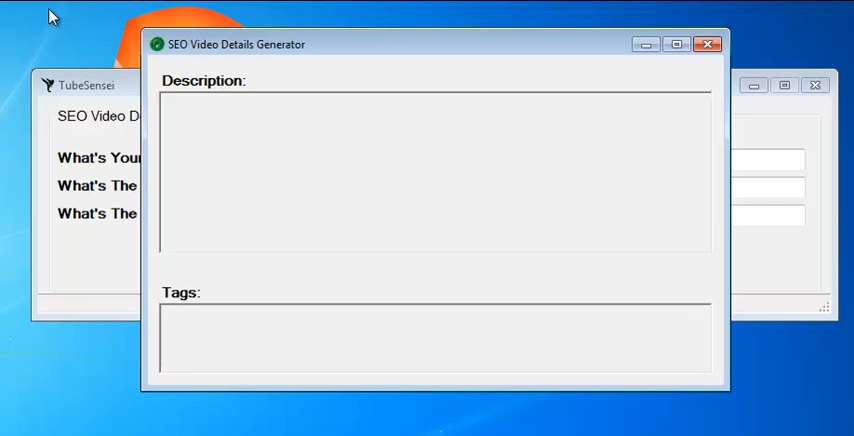 SEO Video Details Generator
Description:
Tags:
TubeSensei
SEO Video D
What's Your
What's The
What's The